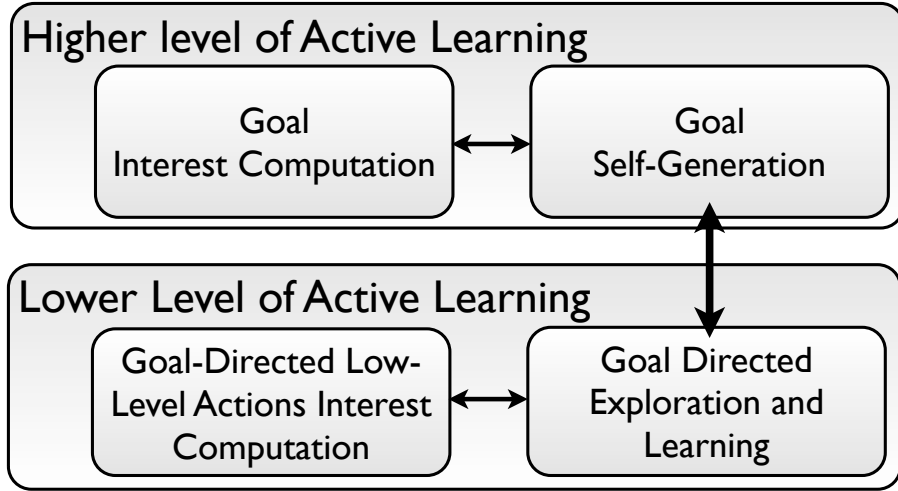 Higher level of Active Learning
Goal
Interest Computation
Goal
Self-Generation
Lower Level of Active Learning
Goal-Directed Low-
Level Actions Interest
Computation
Goal Directed
Exploration and
Learning